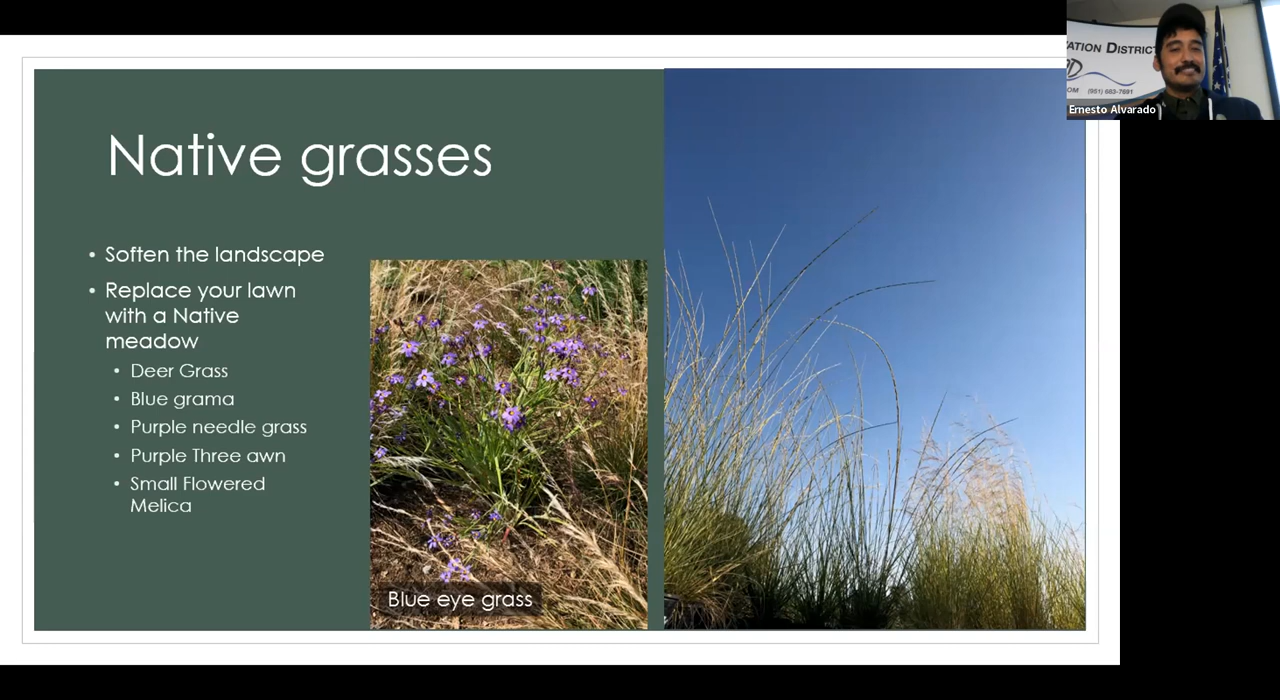 Native grasses
• Soften the landscape
• Replace your lawn
with a Native
meadow
• Deer Grass
• Blue grama
• Purple needle grass
• Purple Three awn
• Small Flowered
Melica
Blue eye grass
ATION DISTRICT
OM (951) 683-7691
Ernesto Alvarado